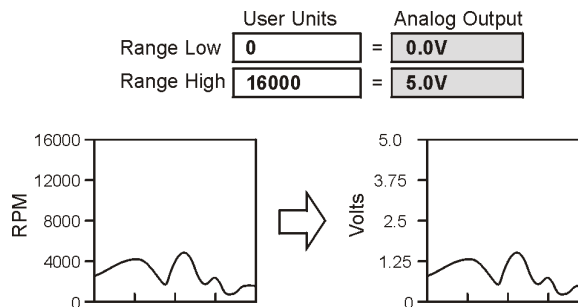 User Units Analog Output
Range Low 0 = 0.0V
Range High 16000 = 5.0V
RPM
16000
12000
8000
4000
0
Volts
5.0
3.75
2.5
1.25
0